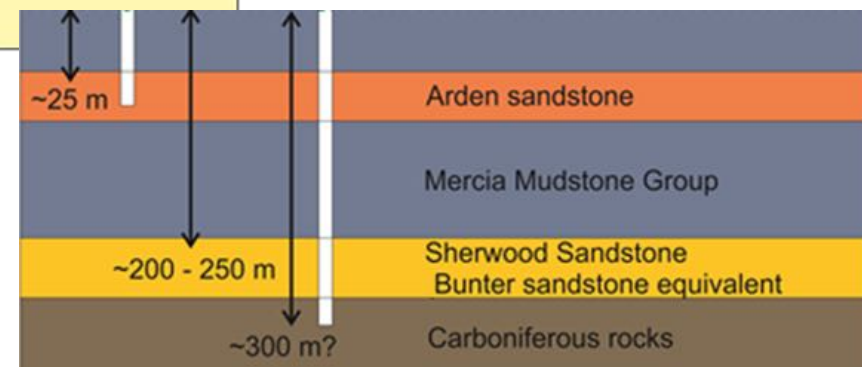 ~25 m
Arden sandstone
Mercia Mudstone Group
Sherwood Sandstone
Bunter sandstone equivalent
~200 - 250 m
Carboniferous rocks
~300 m?